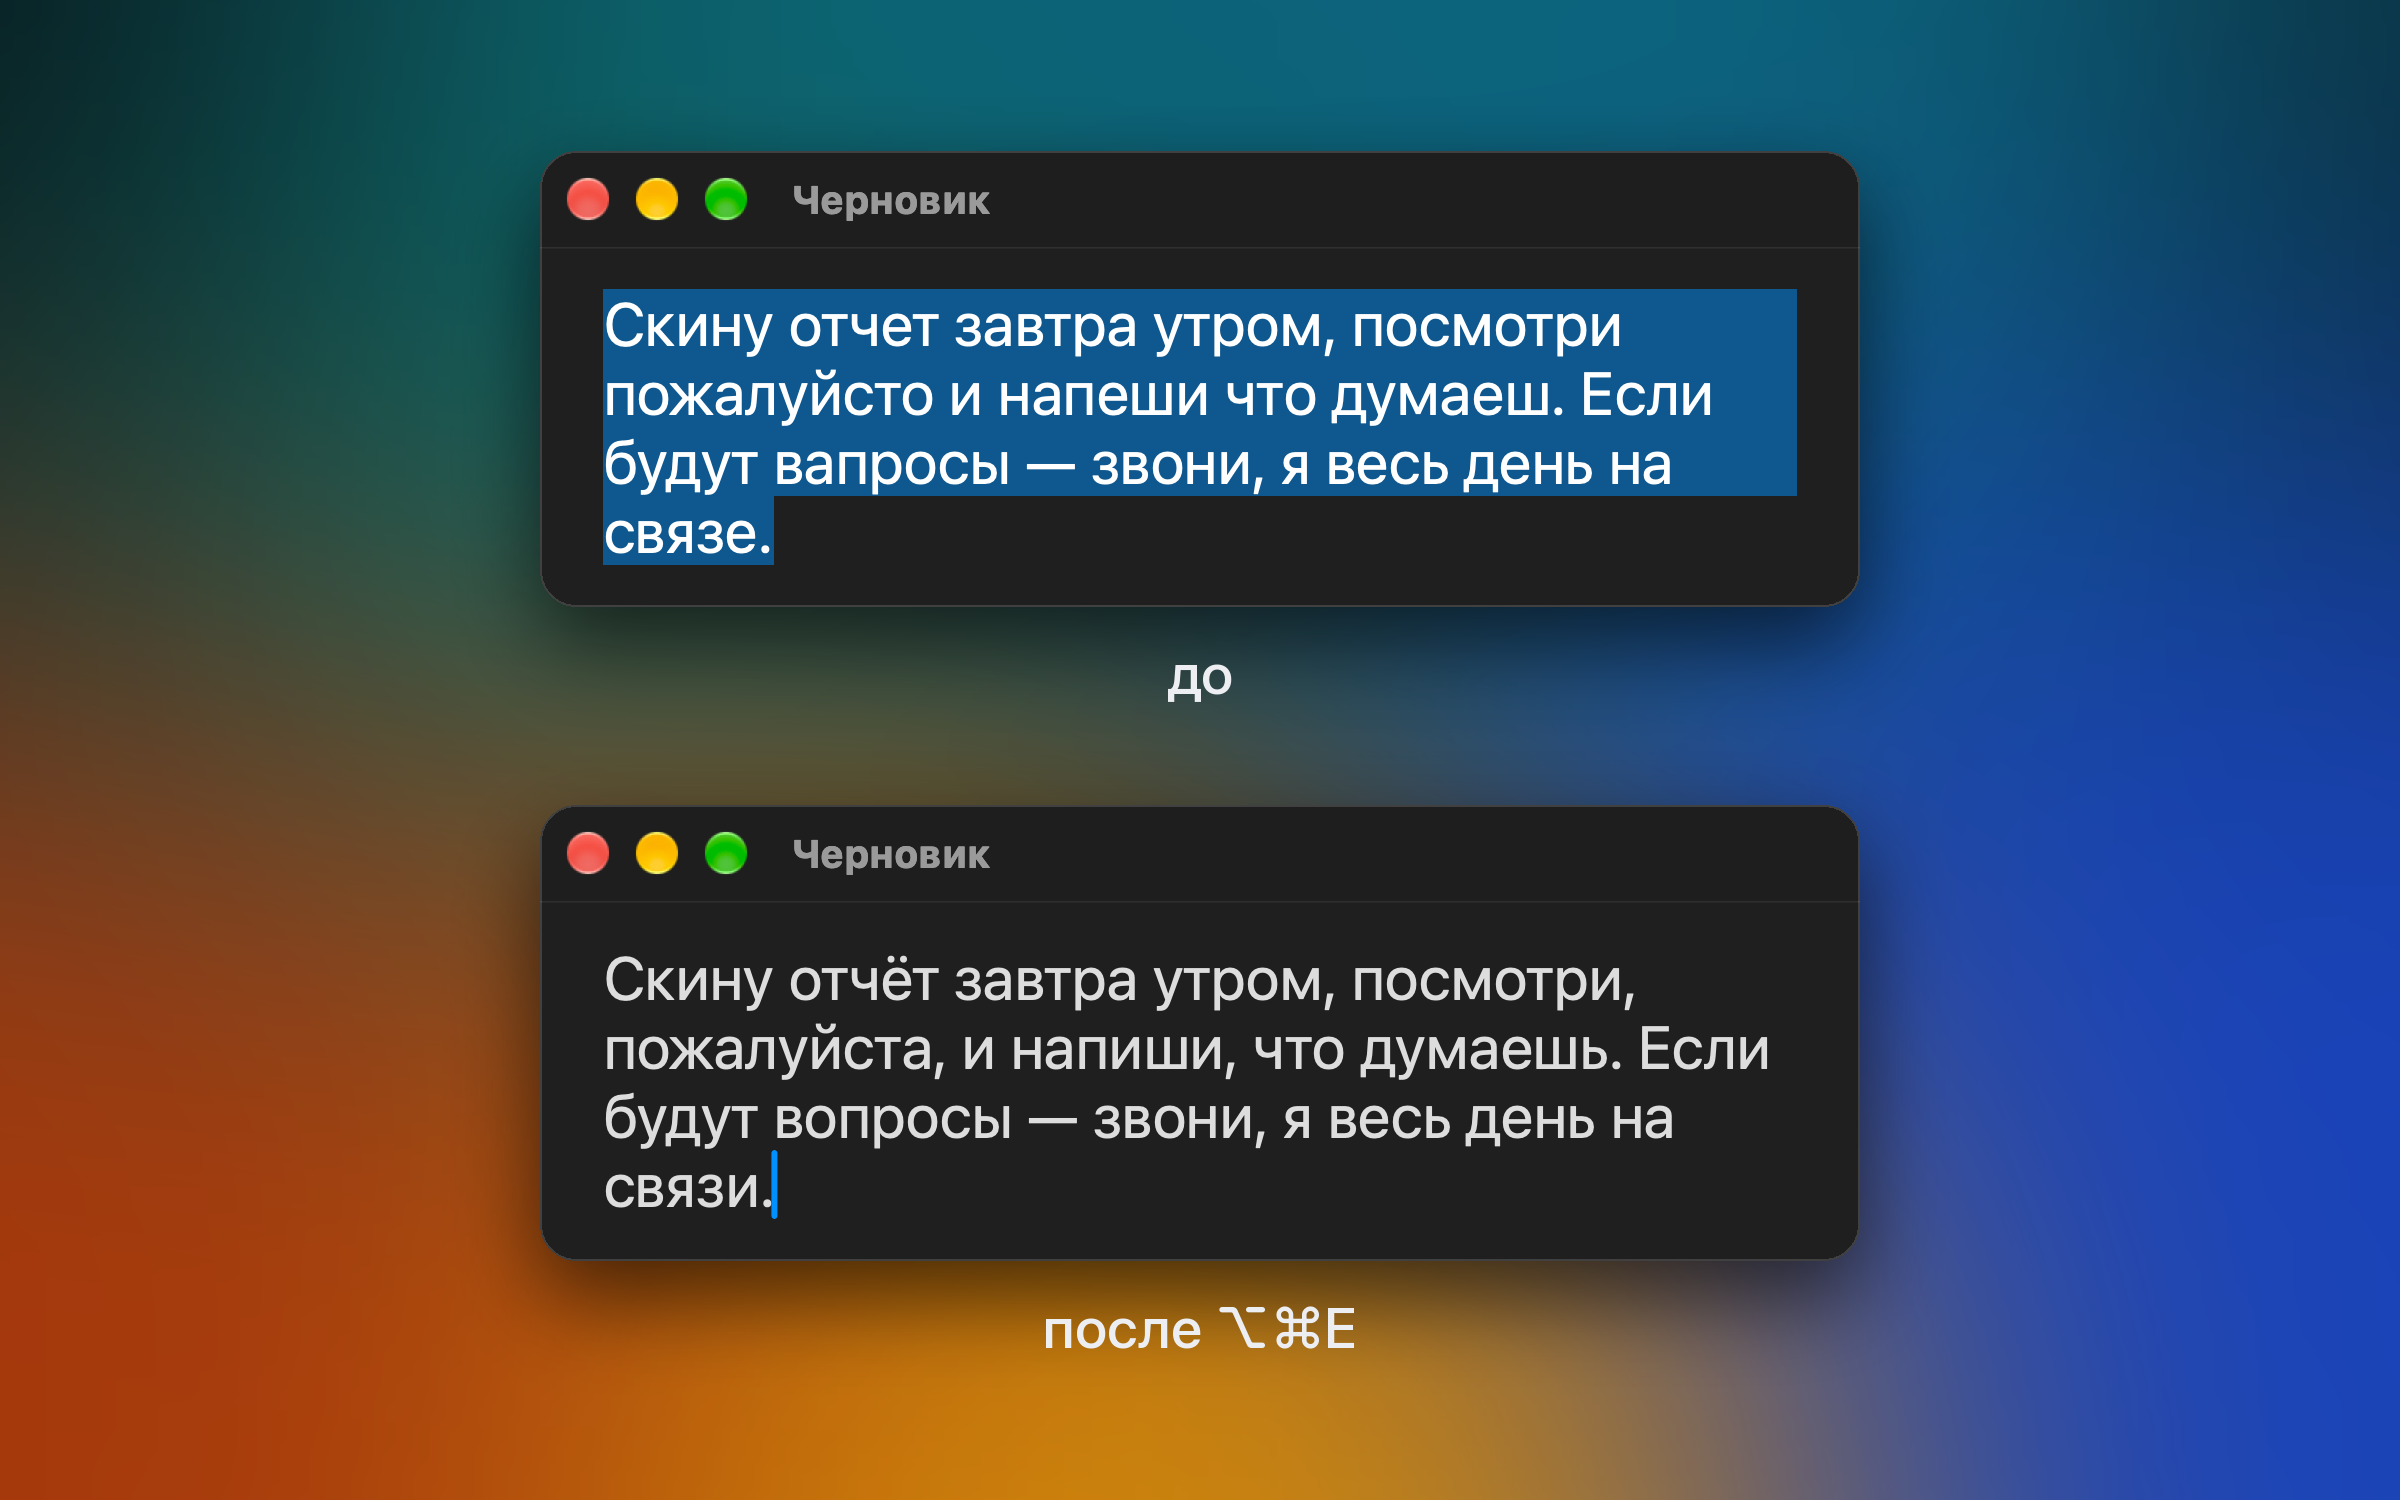 Черновик
Скину отчет завтра утром, посмотри
пожалуйсто и напеши что думаеш. Если
будут вапросы — звони, я весь день на
связе.
до
Черновик
Скину отчёт завтра утром, посмотри,
пожалуйста, и напиши, что думаешь. Если
будут вопросы — звони, я весь день на
связи.
после ⌥⌘E